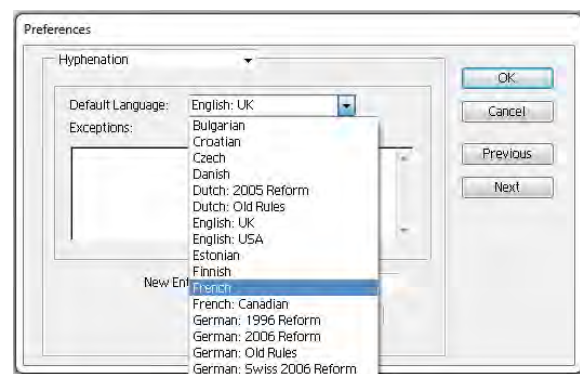 Preferences
Hyphenation
OK
Default Language: English: UK
Cancel
Exceptions:
Bulgarian
Croatian
Czech
Previous
Danish
Dutch: 2005 Reform
Next
Dutch: Old Rules
English: UK
English: USA
Estonian
Finnish
New Ent
French
French: Canadian
German: 1996 Reform
German: 2006 Reform
German: Old Rules
German: Swiss 2006 Reform